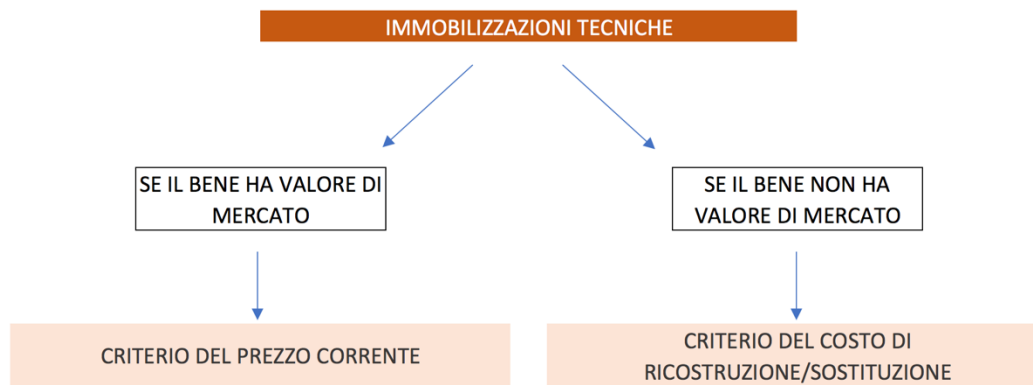 IMMOBILIZZAZIONI TECNICHE
SE IL BENE HA VALORE DI
MERCATO
SE IL BENE NON HA
VALORE DI MERCATO
CRITERIO DEL PREZZO CORRENTE
CRITERIO DEL COSTO DI
RICOSTRUZIONE/SOSTITUZIONE